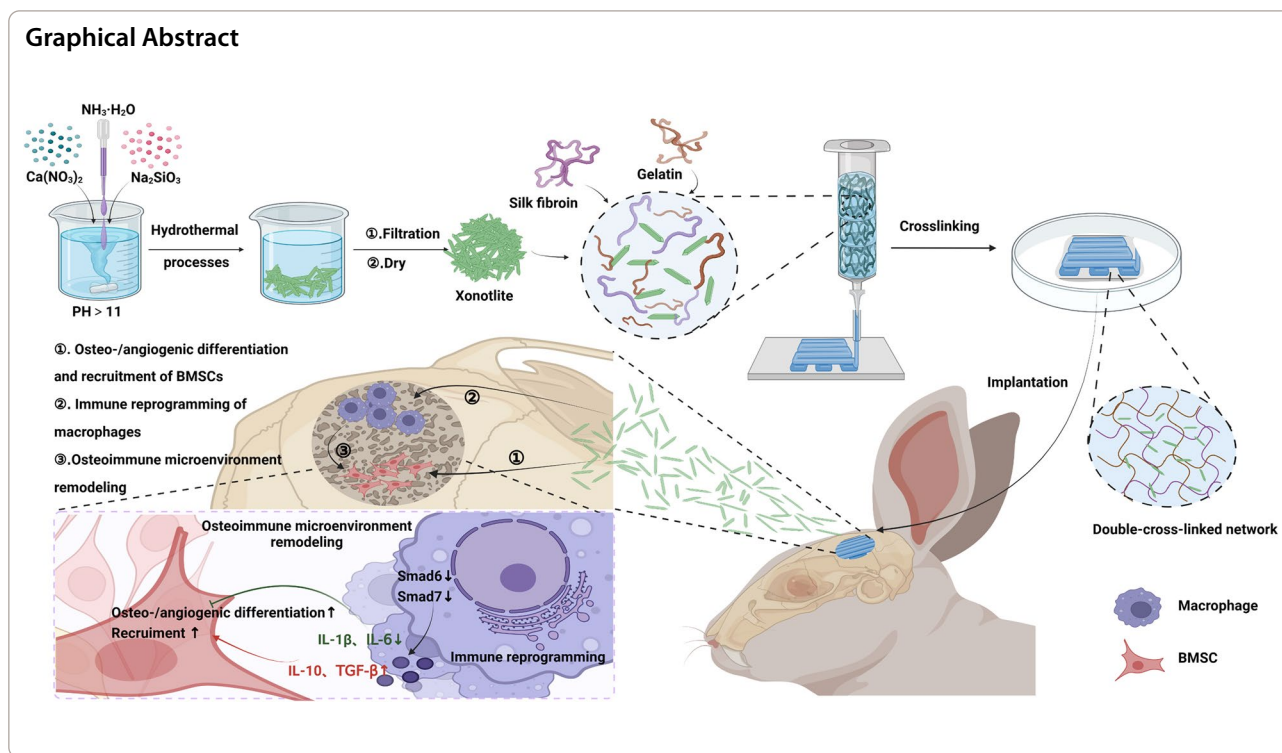 Graphical Abstract
NH₃·H₂O
Ca(NO₃)₂
Na₂SiO₃
PH > 11
Hydrothermal
processes
①.Filtration
②.Dry
Xonotlite
Silk fibroin
Gelatin
Crosslinking
Implantation
Double-cross-linked network
①. Osteo-/angiogenic differentiation
and recruitment of BMSCs
②. Immune reprogramming of
macrophages
③.Osteoimmune microenvironment
remodeling
②
③
①
Osteoimmune microenvironment
remodeling
Smad6↓
Smad7↓
Osteo-/angiogenic differentiation↑
Recruiment ↑
IL-1β、IL-6↓
IL-10、TGF-β↑
Immune reprogramming
Macrophage
BMSC